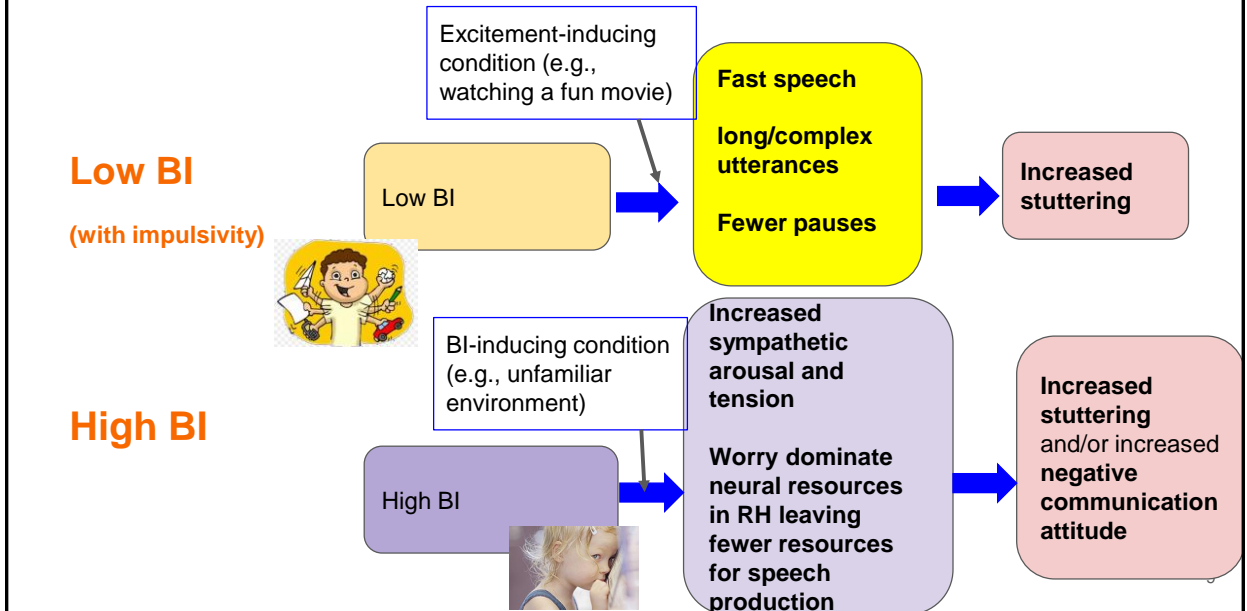 Excitement-inducing
condition (e.g.,
watching a fun movie)
Fast speech
long/complex
utterances
Fewer pauses
Low BI
(with impulsivity)
Low BI
Increased
stuttering
BI-inducing condition
(e.g., unfamiliar
environment)
Increased
sympathetic
arousal and
tension
Worry dominate
neural resources
in RH leaving
fewer resources
for speech
production
High BI
High BI
Increased
stuttering
and/or increased
negative
communication
attitude